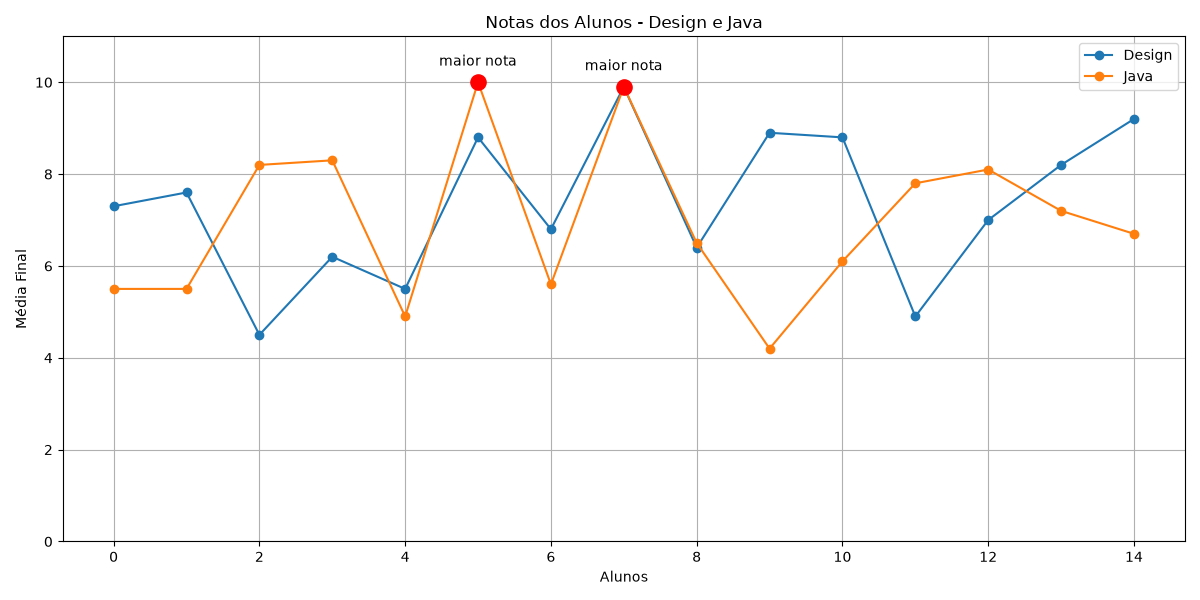 Notas dos Alunos - Design e Java
Design
Java
maior nota
maior nota
Média Final
10
8
6
4
2
0
0 2 4 6 8 10 12 14
Alunos